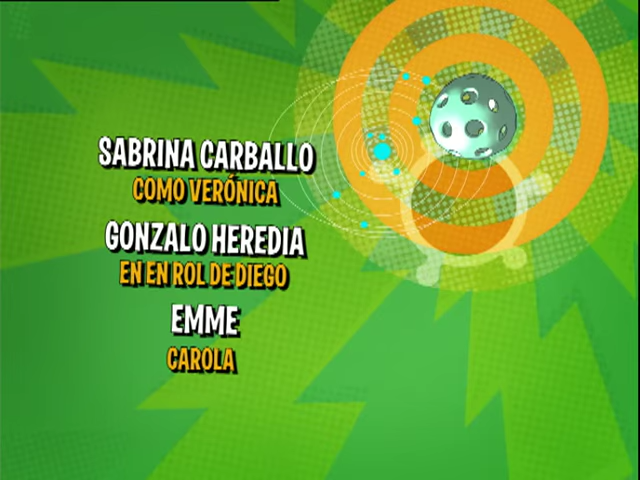 SABRINA CARBALLO
COMO VERÓNICA
GONZALO HEREDIA
EN EN ROL DE DIEGO
EMME
CAROLA